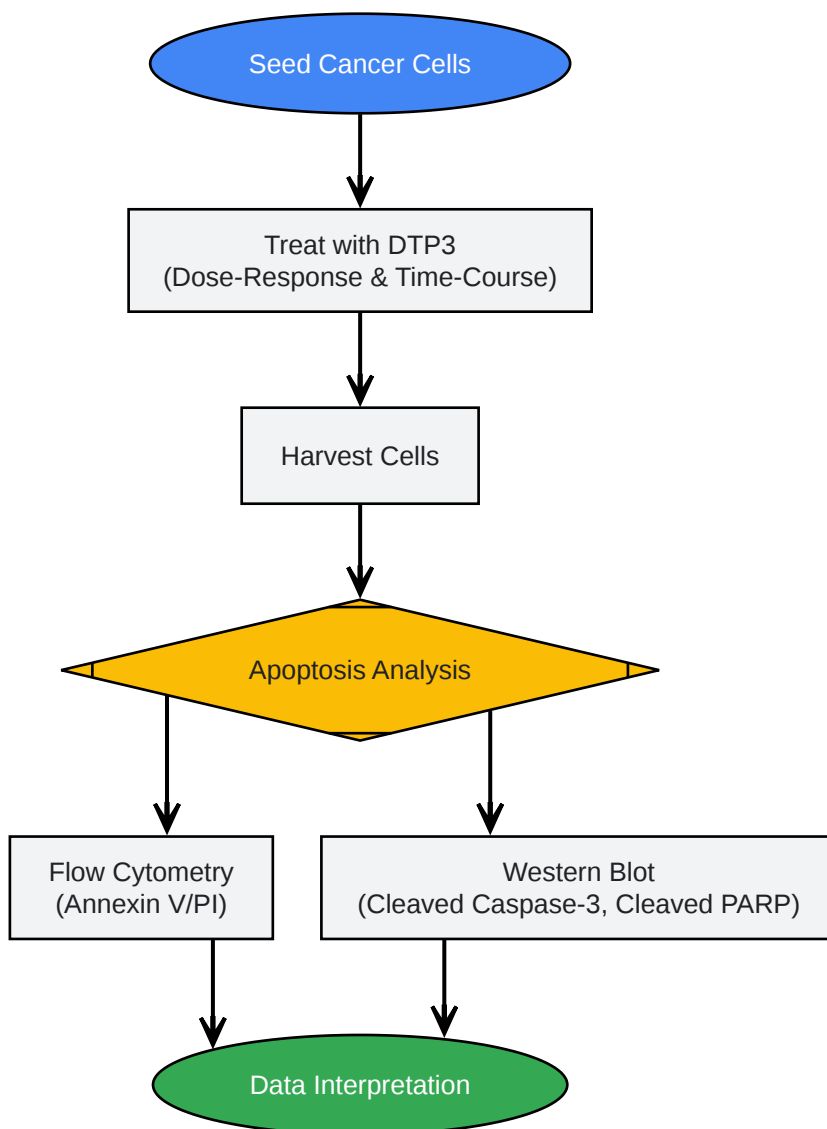 Seed Cancer Cells
Treat with DTP3
(Dose-Response & Time-Course)
Harvest Cells
Apoptosis Analysis
Flow Cytometry
(Annexin V/PI)
Western Blot
(Cleaved Caspase-3, Cleaved PARP)
Data Interpretation